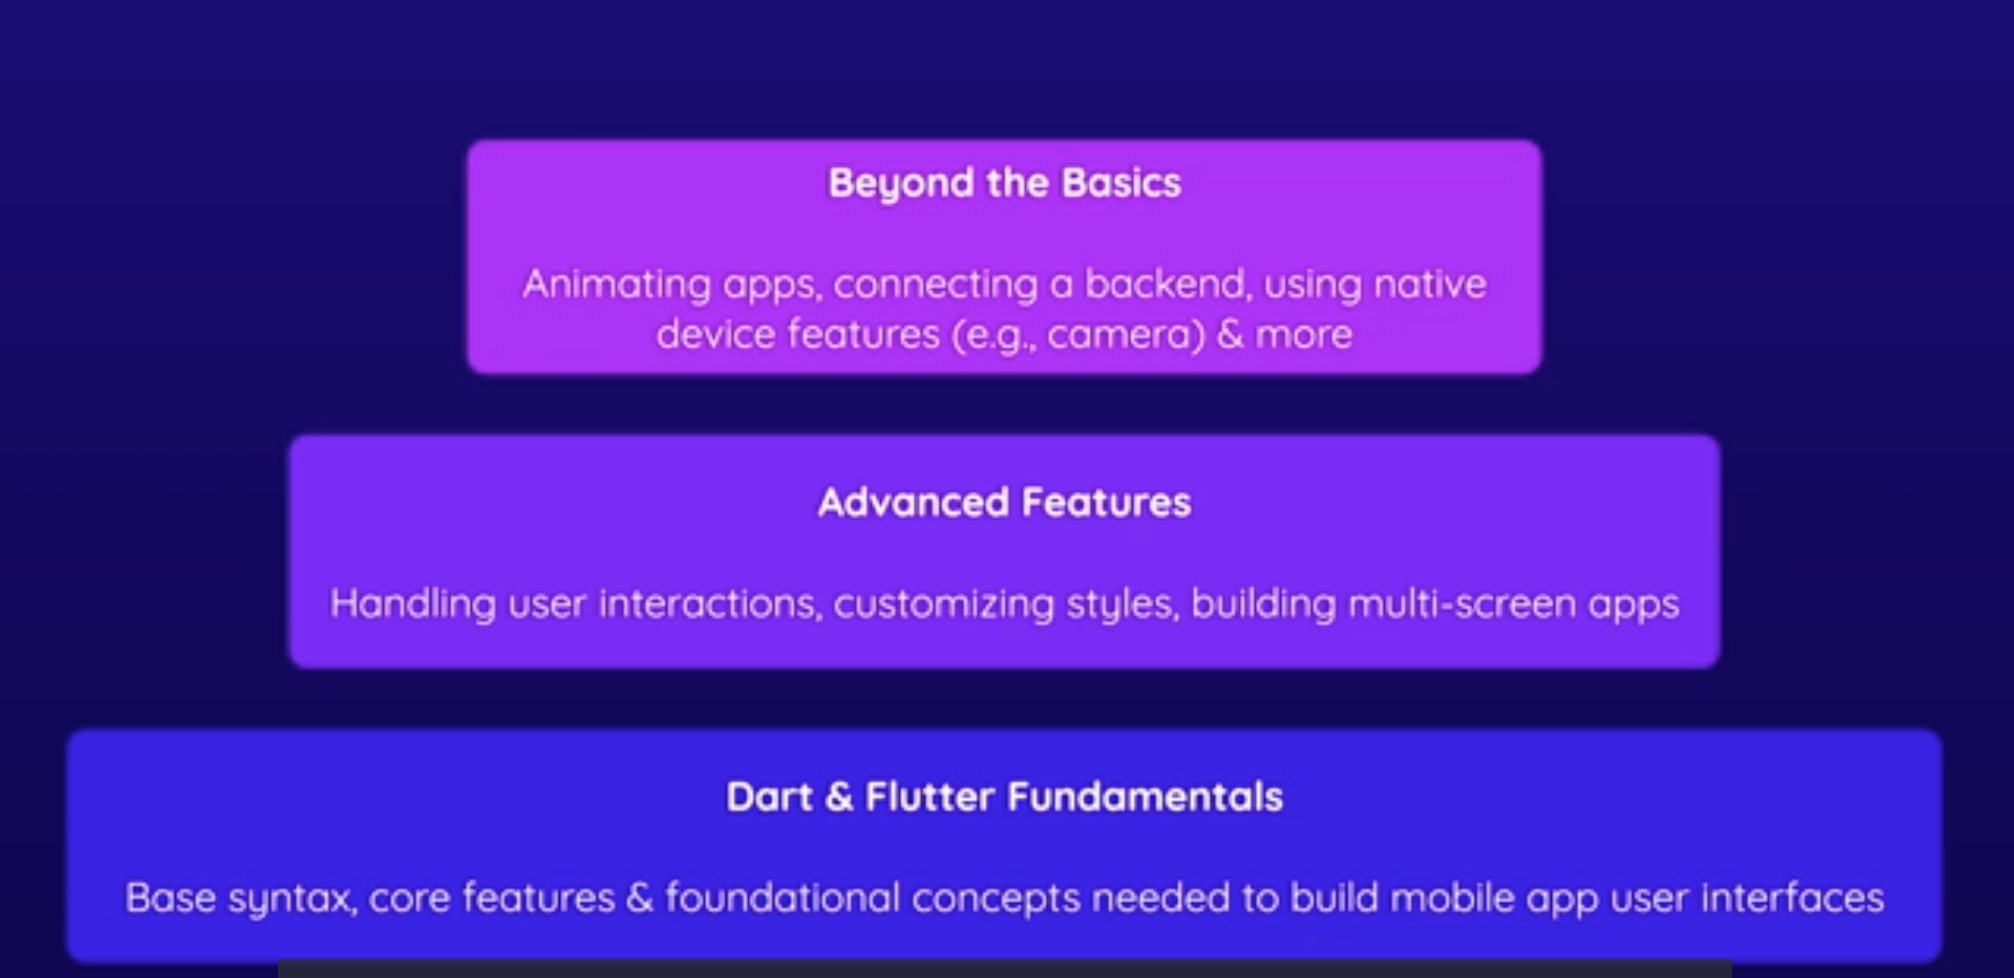 Beyond the Basics
Animating apps, connecting a backend, using native
device features (e.g., camera) & more
Advanced Features
Handling user interactions, customizing styles, building multi-screen apps
Dart & Flutter Fundamentals
Base syntax, core features & foundational concepts needed to build mobile app user interfaces